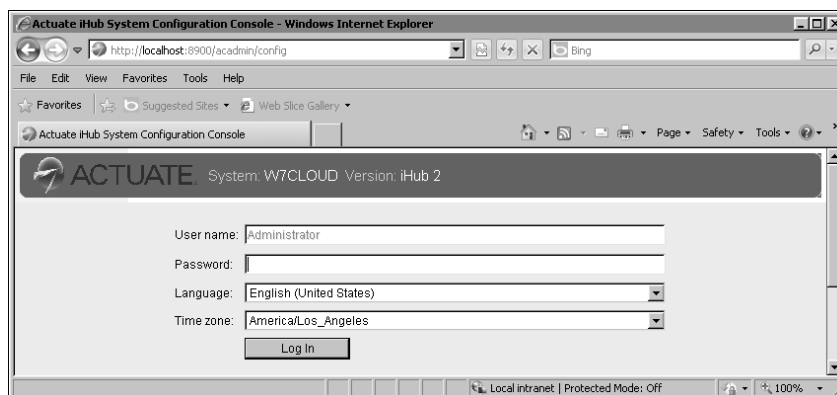 Actuate iHub System Configuration Console - Windows Internet Explorer
http://localhost:8900/acadmin/config
Bing
File Edit View Favorites Tools Help
Favorites Suggested Sites Web Slice Gallery
Actuate iHub System Configuration Console
Page Safety Tools
ACTUATE System: W7CLOUD Version: iHub 2
User name: Administrator
Password:
Language: English (United States)
Time zone: America/Los_Angeles
Log In
Local intranet | Protected Mode: Off 100%